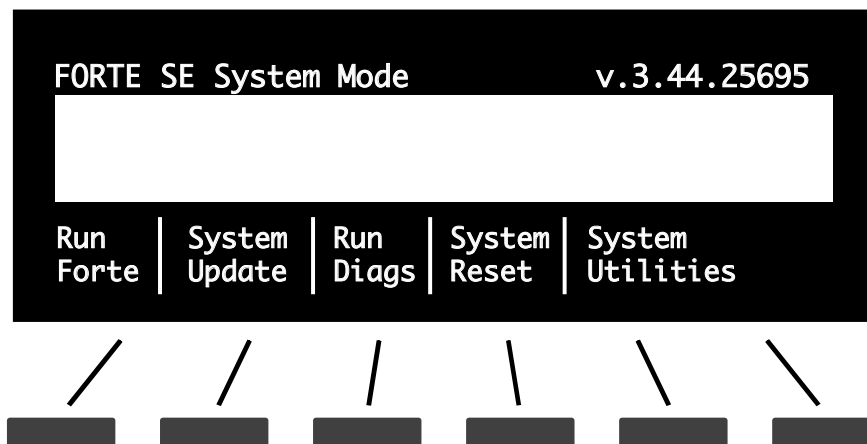 FORTE SE System Mode v.3.44.25695
Run Forte
System Update
Run Diags
System Reset
System Utilities